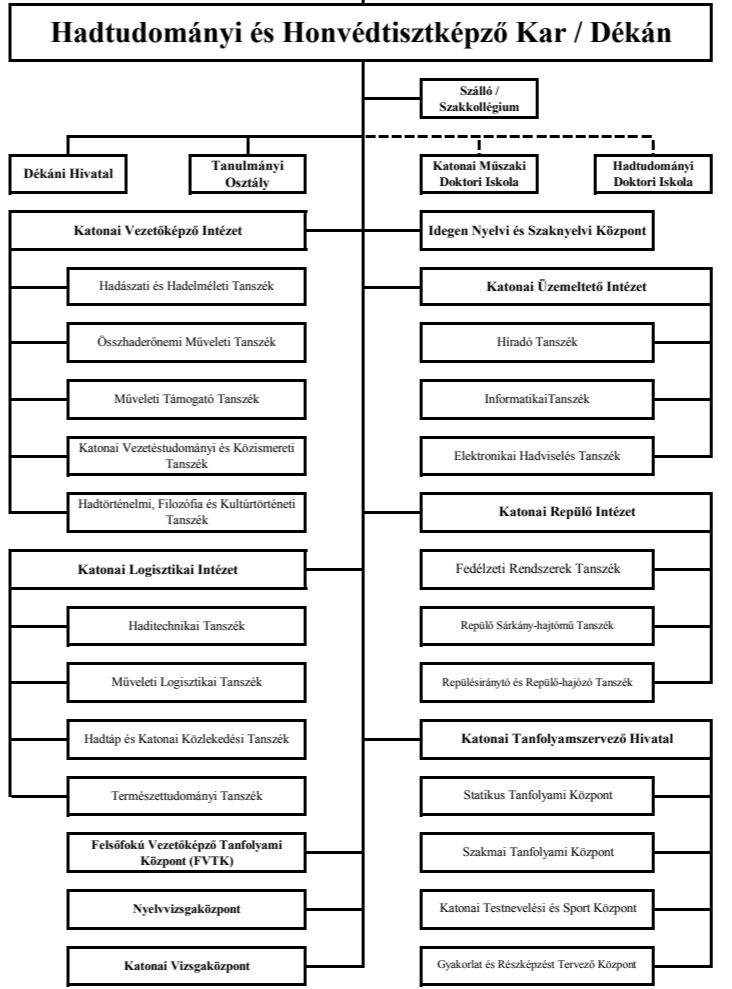 Hadtudományi és Honvédtisztképző Kar / Dékán
Szálló /
Szakkollégium
Dékáni Hivatal
Tanulmányi
Osztály
Katonai Műszaki
Doktori Iskola
Hadtudományi
Doktori Iskola
Katonai Vezetőképző Intézet
Hadászati és Hadelméleti Tanszék
Összhaderőnemi Műveleti Tanszék
Műveleti Támogató Tanszék
Katonai Vezetéstudományi és Közismereti
Tanszék
Hadtörténelmi, Filozófia és Kultúrtörténeti
Tanszék
Katonai Logisztikai Intézet
Haditechnikai Tanszék
Műveleti Logisztikai Tanszék
Hadtáp és Katonai Közlekedési Tanszék
Természettudományi Tanszék
Felsőfokú Vezetőképző Tanfolyami
Központ (FVTK)
Nyelvvizsgaközpont
Katonai Vizsgaközpont
Idegen Nyelvi és Szaknyelvi Központ
Katonai Üzemeltető Intézet
Híradó Tanszék
InformatikaiTanszék
Elektronikai Hadviselés Tanszék
Katonai Repülő Intézet
Fedélzeti Rendszerek Tanszék
Repülő Sárkány-hajtómű Tanszék
Repülésiránytó és Repülő-hajózó Tanszék
Katonai Tanfolyamszervező Hivatal
Statikus Tanfolyami Központ
Szakmai Tanfolyami Központ
Katonai Testnevelési és Sport Központ
Gyakorlat és Részképzést Tervező Központ